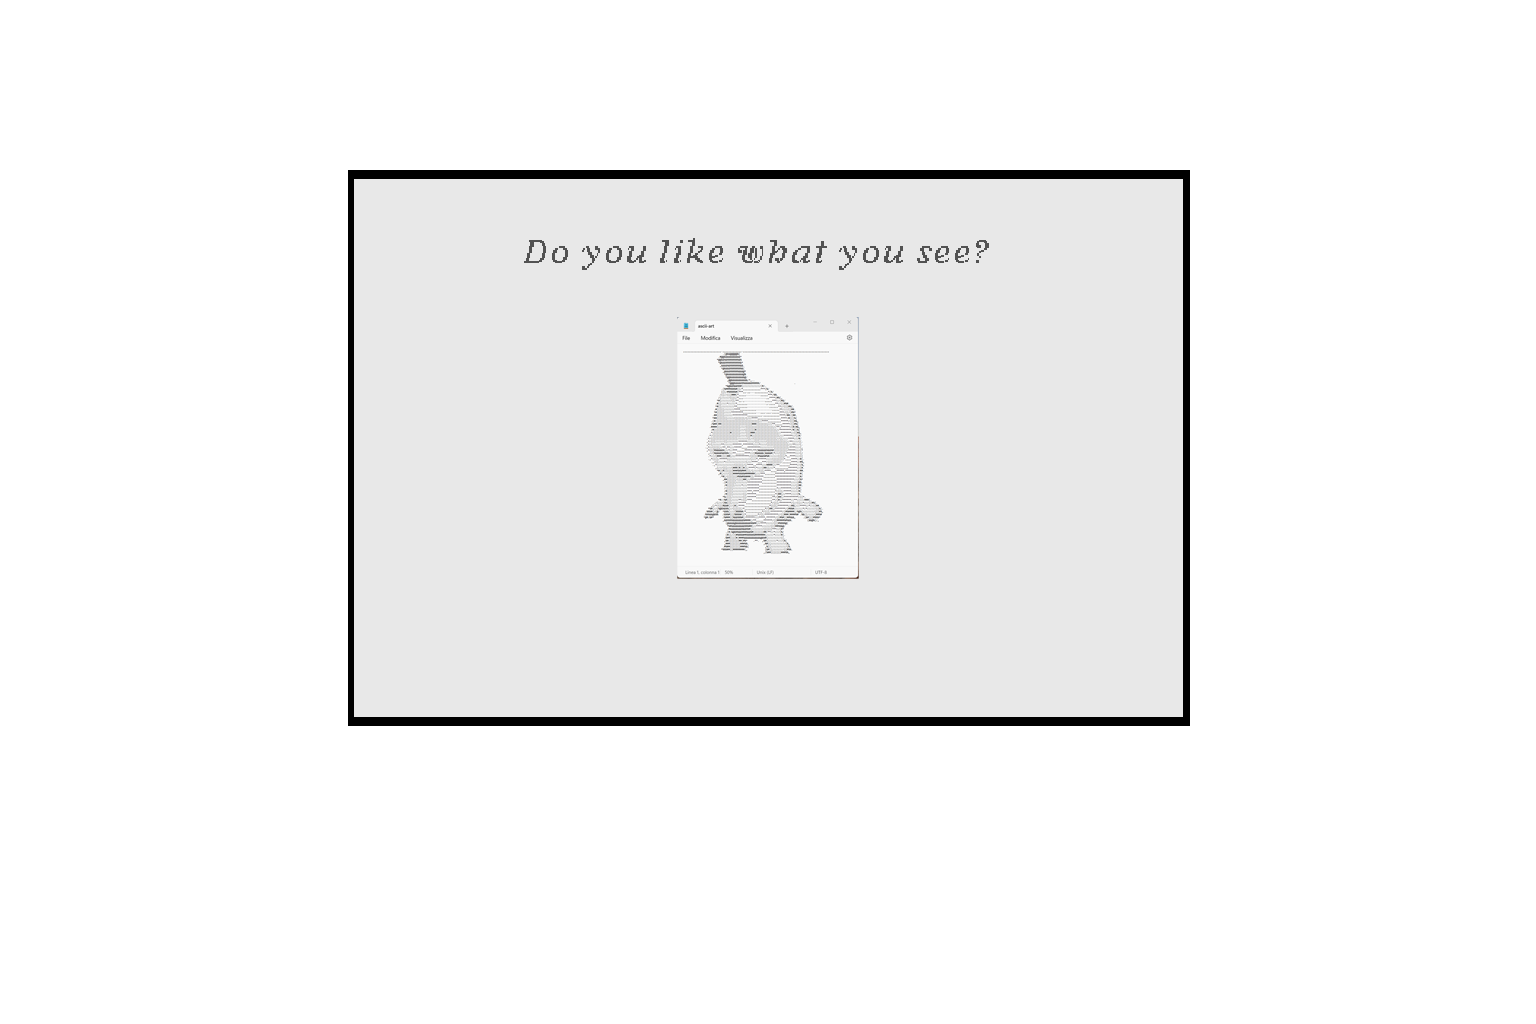 Do you like what you see?
ascii-art
File Modifica Visualizza
Linea 1, colonna 1 50% Unix (LF) UTF-8